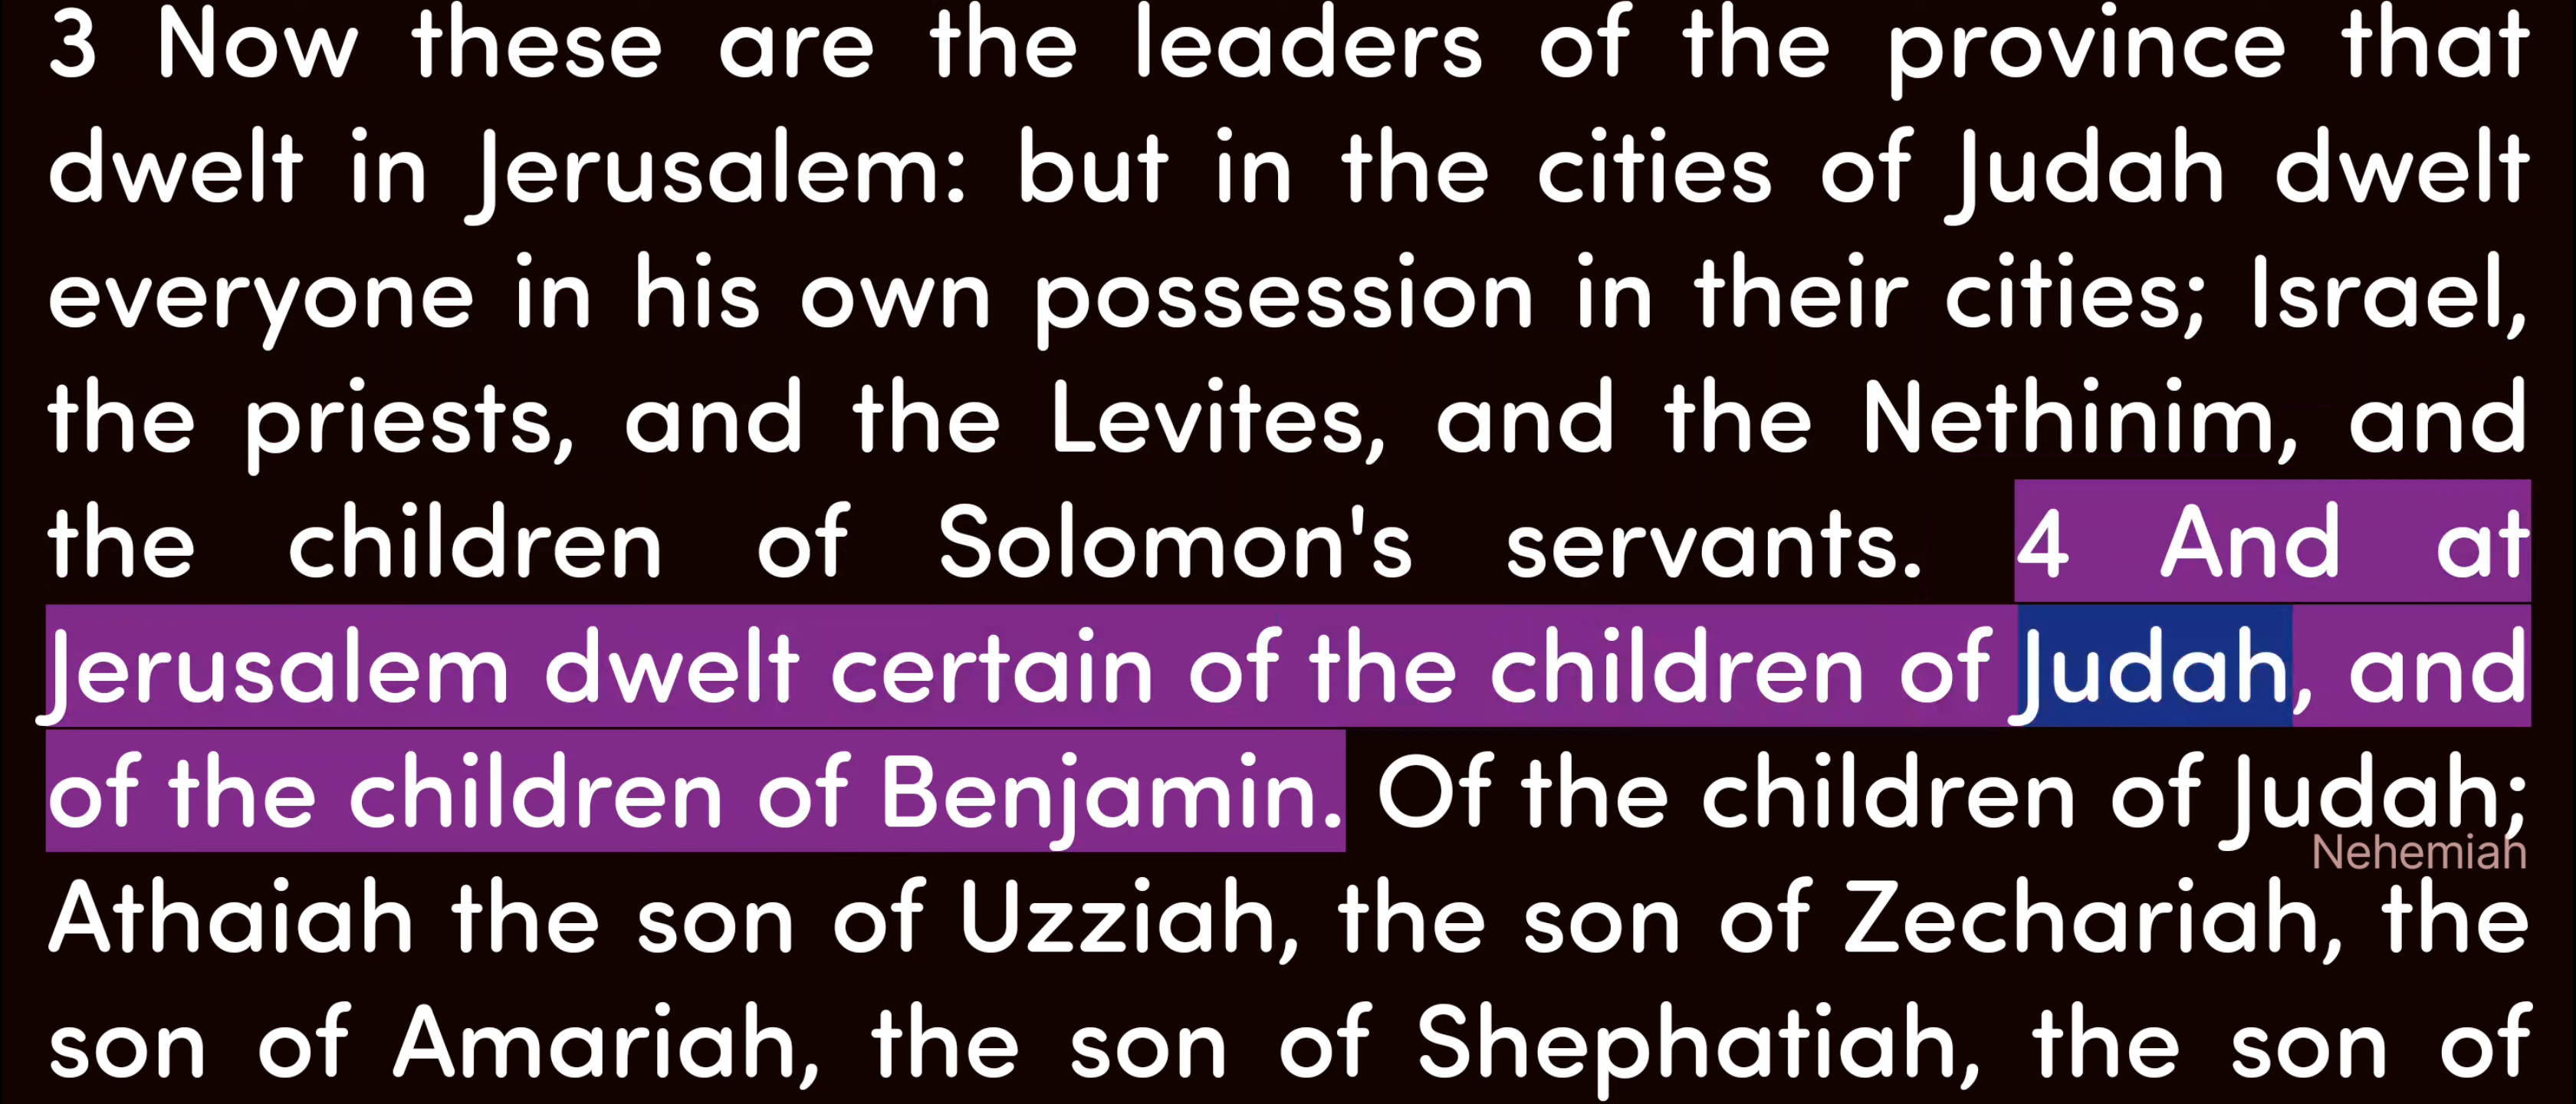 3 Now these are the leaders of the province that
dwelt in Jerusalem: but in the cities of Judah dwelt
everyone in his own possession in their cities; Israel,
the priests, and the Levites, and the Nethinim, and
the children of Solomon's servants. 4 And at
Jerusalem dwelt certain of the children of Judah, and
of the children of Benjamin. Of the children of Judah;
Nehemiah
Athaiah the son of Uzziah, the son of Zechariah, the
son of Amariah, the son of Shephatiah, the son of